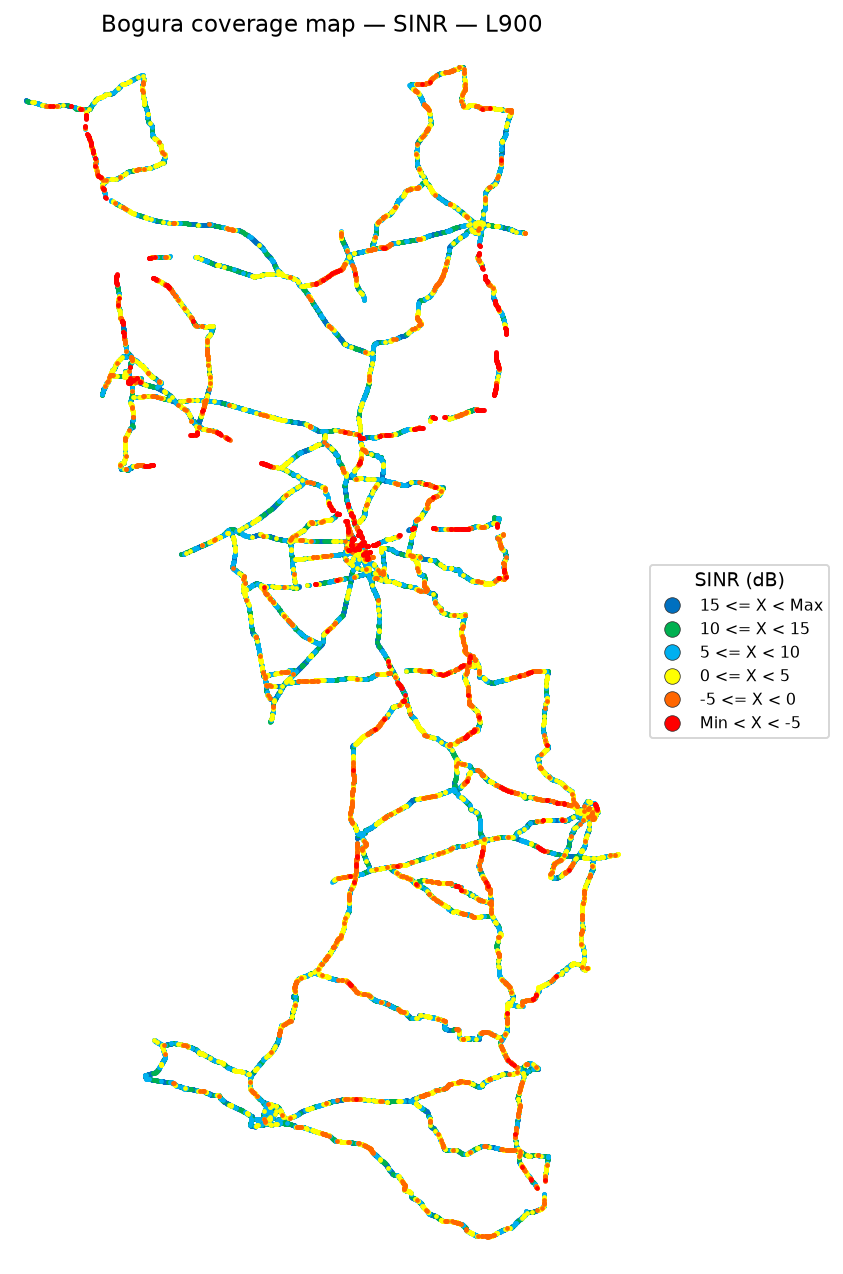 Bogura coverage map — SINR — L900
SINR (dB)
15 <= X < Max
10 <= X < 15
5 <= X < 10
0 <= X < 5
-5 <= X < 0
Min < X < -5